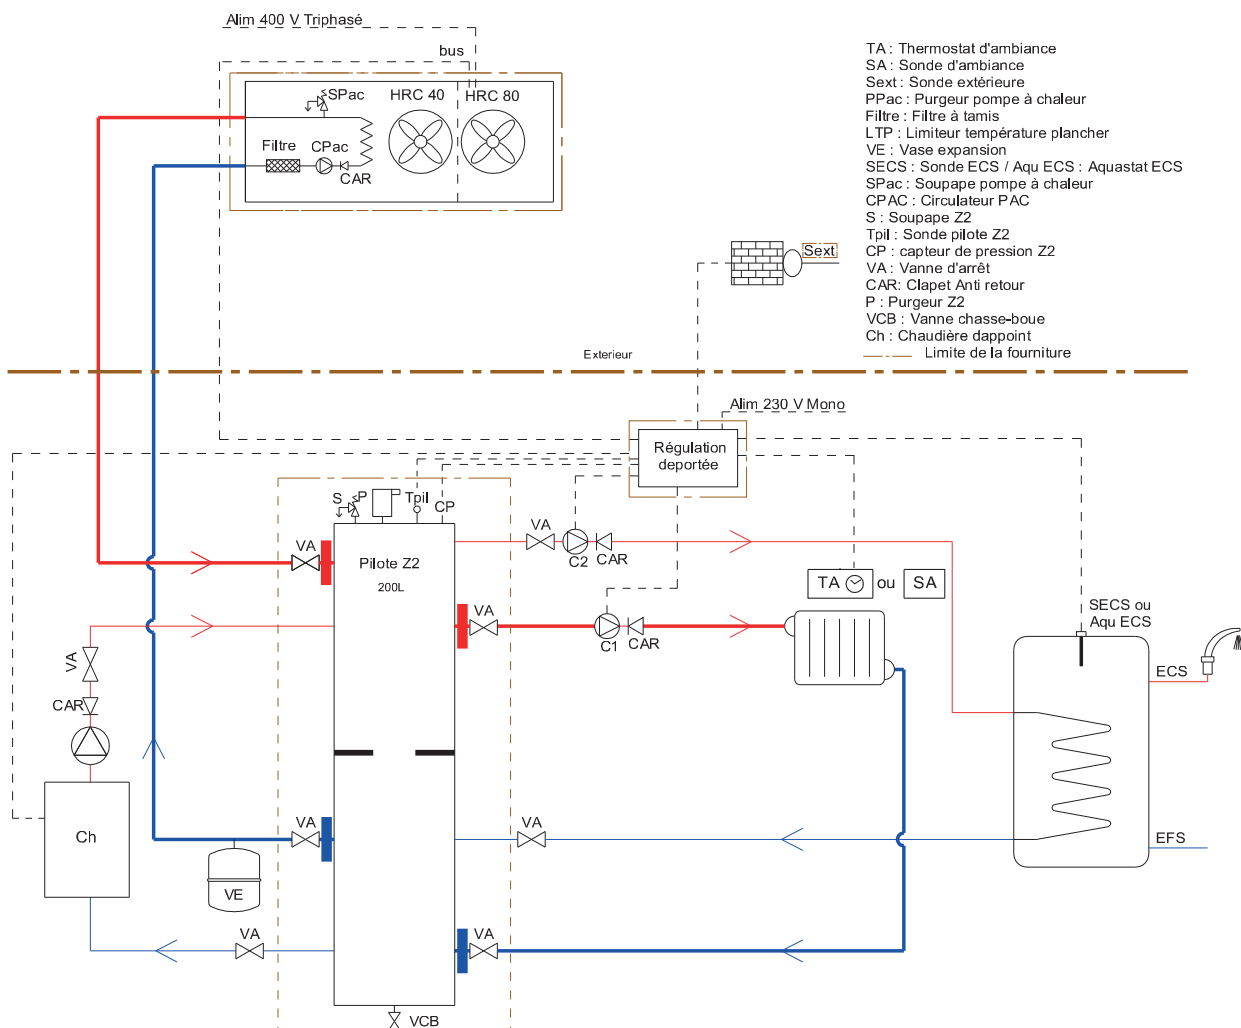 Alim 400 V Triphasé
bus
SPac
HRC 40
HRC 80
Filtre
CPac
CAR
TA : Thermostat d'ambiance
SA : Sonde d'ambiance
Sext : Sonde extérieure
PPac : Purgeur pompe à chaleur
Filtre : Filtre à tamis
LTP : Limiteur température plancher
VE : Vase expansion
SECS : Sonde ECS / Aqu ECS : Aquastat ECS
SPac : Soupape pompe à chaleur
CPAC : Circulateur PAC
S : Soupape Z2
Tpil : Sonde pilote Z2
CP : capteur de pression Z2
VA : Vanne d'arrêt
CAR: Clapet Anti retour
P : Purgeur Z2
VCB : Vanne chasse-boue
Ch : Chaudière dappoint
Limite de la fourniture
Sext
Exterieur
Alim 230 V Mono
Régulation
deportée
S
P
Tpil
CP
VA
Pilote Z2
200L
VA
C2
CAR
TA
ou
SA
VA
C1
CAR
SECS ou
Aqu ECS
ECS
VA
CAR
Ch
VA
VE
VA
EFS
VA
VA
VCB